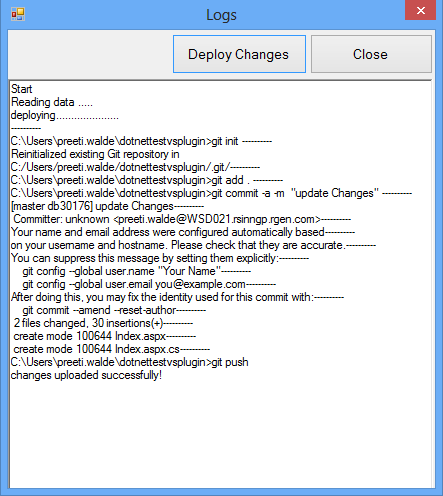 Logs
Deploy Changes
Close
Start
Reading data .....
deploying.....................
----------
C:\Users\preeti.walde\dotnettestvsplugin>git init ----------
Reinitialized existing Git repository in
C:/Users/preeti.walde/dotnettestvsplugin/.git/----------
C:\Users\preeti.walde\dotnettestvsplugin>git add . ----------
C:\Users\preeti.walde\dotnettestvsplugin>git commit -a -m  "update Changes" ----------
[master db30176] update Changes----------
 Committer: unknown <preeti.walde@WSD021.rsinngp.rgen.com>----------
Your name and email address were configured automatically based----------
on your username and hostname. Please check that they are accurate.----------
You can suppress this message by setting them explicitly:----------
    git config --global user.name "Your Name"----------
    git config --global user.email you@example.com----------
After doing this, you may fix the identity used for this commit with:----------
    git commit --amend --reset-author----------
 2 files changed, 30 insertions(+)----------
 create mode 100644 Index.aspx----------
 create mode 100644 Index.aspx.cs----------
C:\Users\preeti.walde\dotnettestvsplugin>git push
changes uploaded successfully!